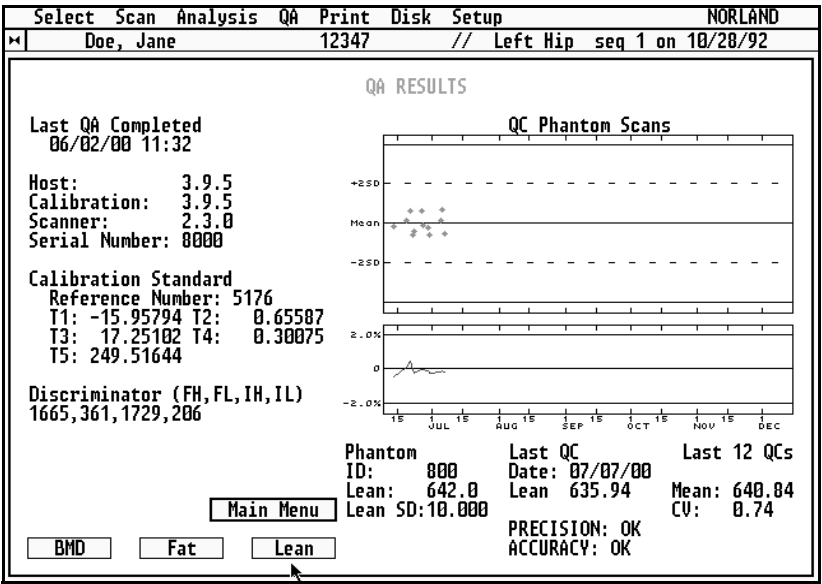 Select Scan Analysis QA Print Disk Setup NORLAND
Doe, Jane 12347 // Left Hip seq 1 on 10/28/92
QA RESULTS
Last QA Completed
06/02/00 11:32
Host: 3.9.5
Calibration: 3.9.5
Scanner: 2.3.0
Serial Number: 8000
Calibration Standard
Reference Number: 5176
T1: -15.95794 T2: 0.65587
T3: 17.25102 T4: 0.30075
T5: 249.51644
Discriminator (FH,FL,IH,IL)
1665,361,1729,206
QC Phantom Scans
+2SD
Mean
-2SD
2.0%
0
-2.0%
15 JUL 15 AUG 15 SEP 15 OCT 15 NOV 15 DEC
Phantom
ID: 800
Lean: 642.0
Lean SD:10.000
Last QC
Date: 07/07/00
Lean 635.94
PRECISION: OK
ACCURACY: OK
Last 12 QCs
Mean: 640.84
CV: 0.74
Main Menu
BMD Fat Lean